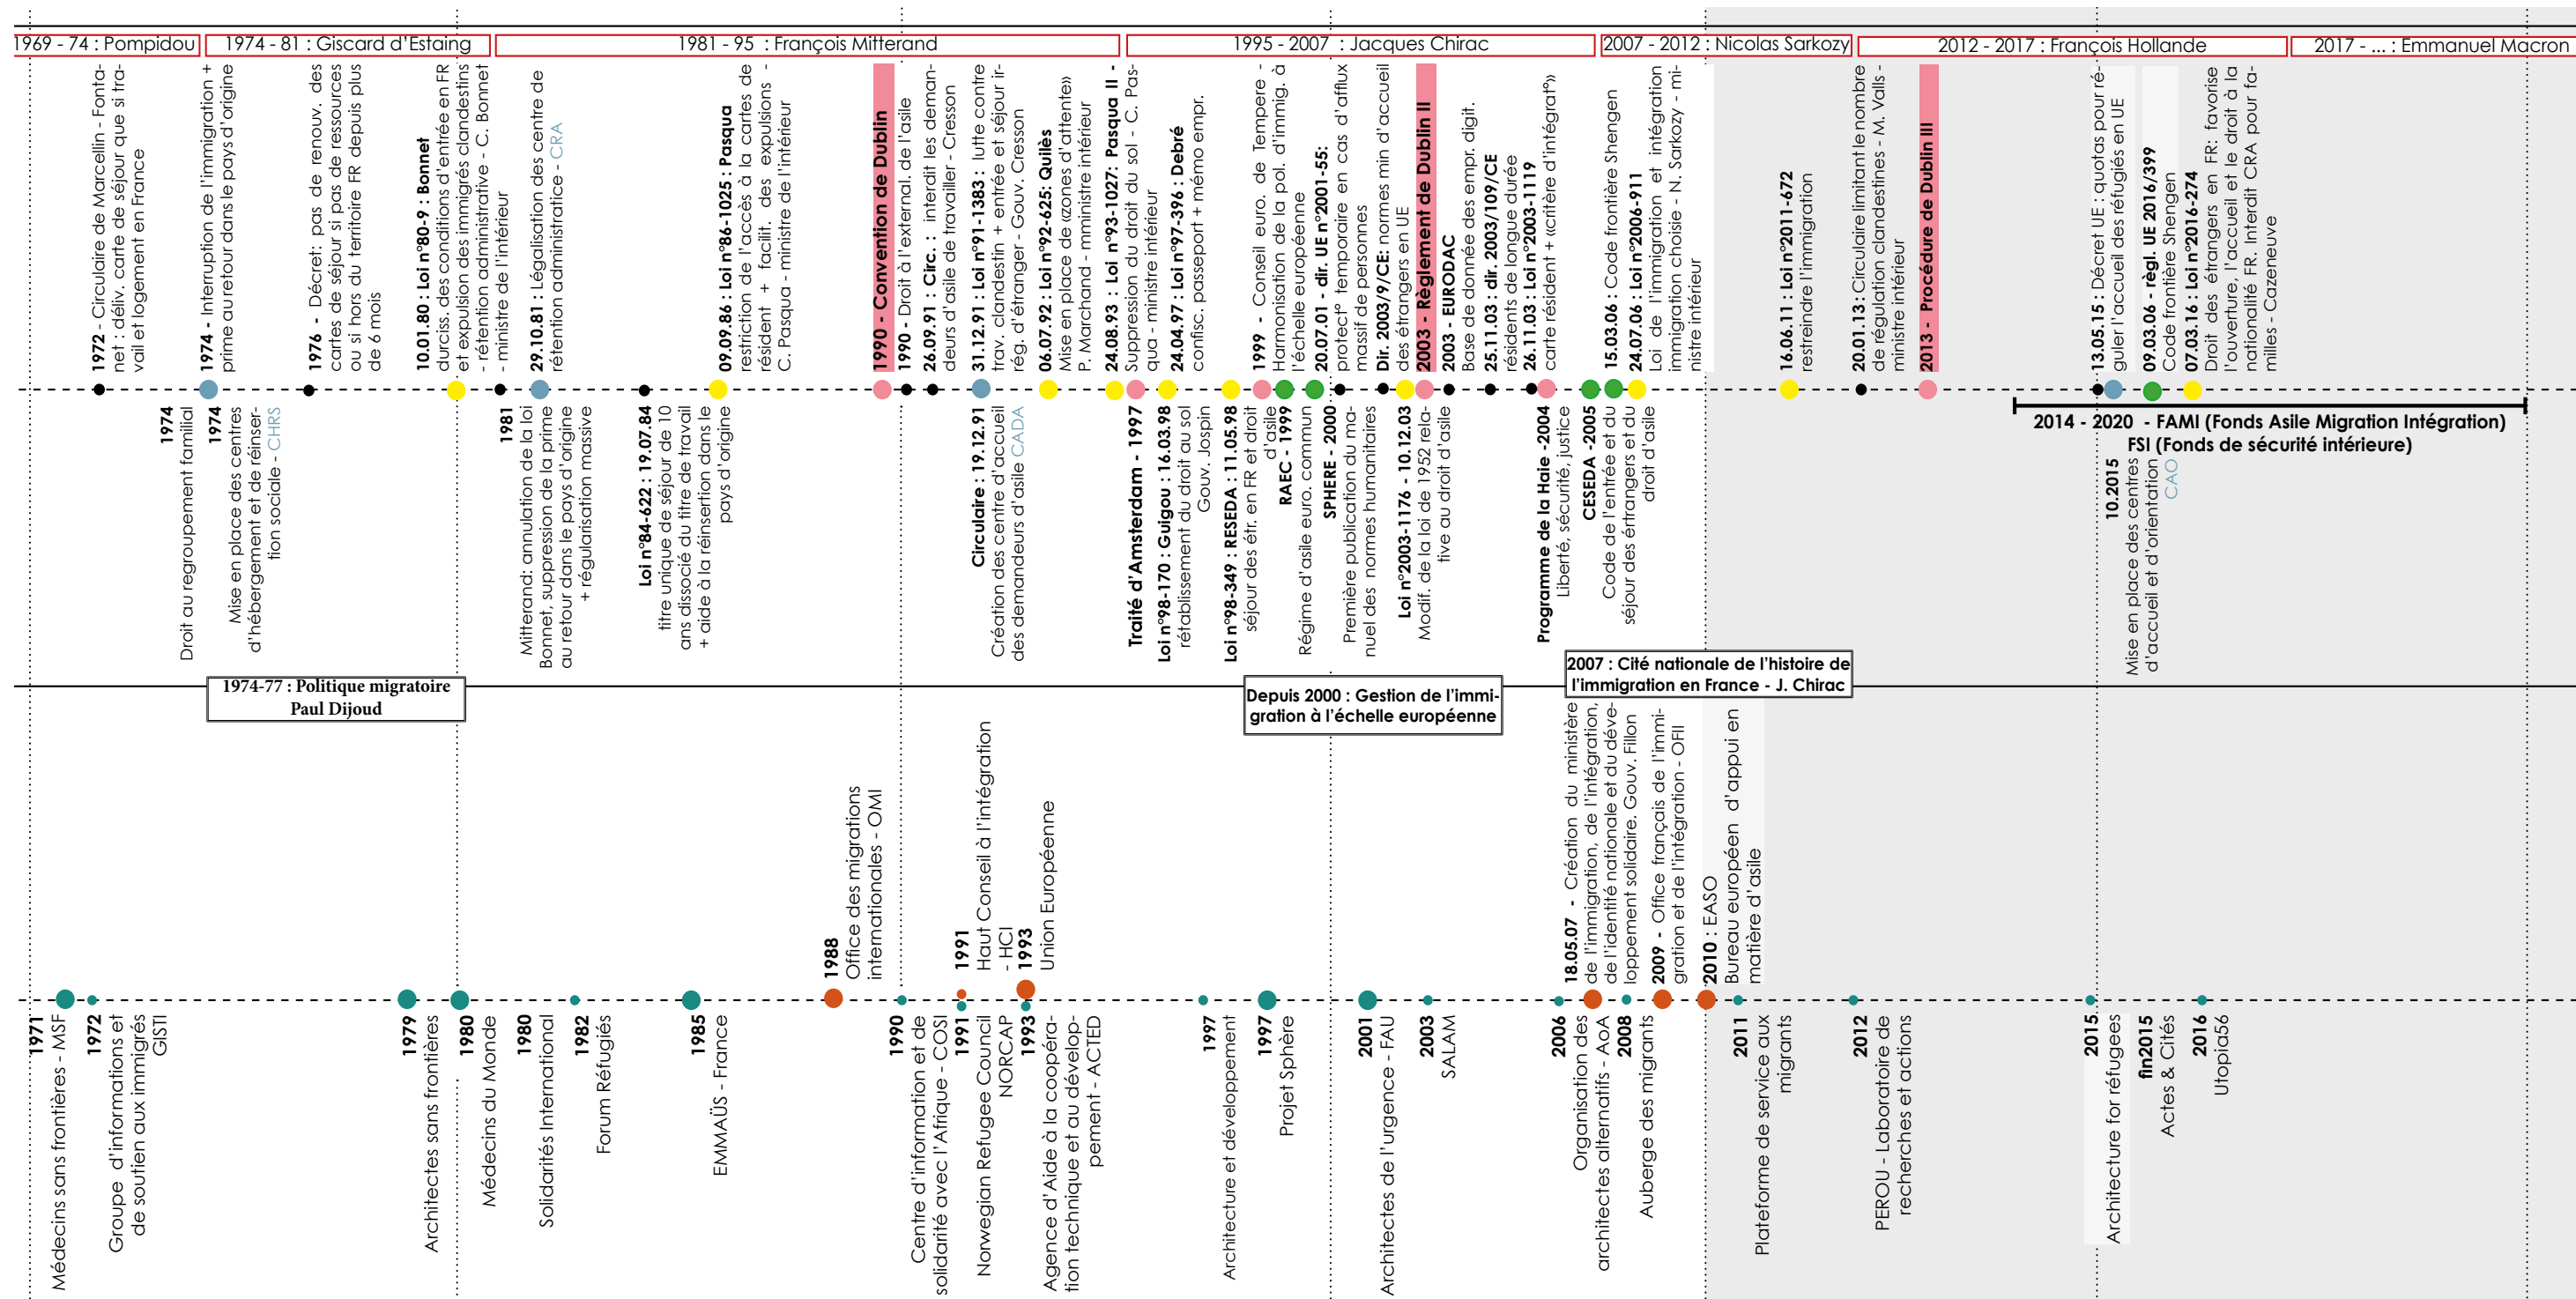 1969 - 74 : Pompidou
1974 - 81 : Giscard d'Estaing
1981 - 95 : François Mitterand
1995 - 2007 : Jacques Chirac
2007 - 2012 : Nicolas Sarkozy
2012 - 2017 : François Hollande
2017 - ... : Emmanuel Macron
1972 - Circulaire de Marcellin - Fonta-
net : déliv. carte de séjour que si tra-
vail et logement en France
1974 - Interruption de l'immigration +
prime au retour dans le pays d'origine
1976 - Décret: pas de renouv. des
cartes de séjour si pas de ressources
ou si hors du territoire FR depuis plus
de 6 mois
10.01.80 : Loi n°80-9 : Bonnet
durciss. des conditions d'entrée en FR
et expulsion des immigrés clandestins
- rétention administrative - C. Bonnet
- ministre de l'intérieur
29.10.81 : Légalisation des centre de
rétention administratice - CRA
09.09.86 : Loi n°86-1025 : Pasqua
restriction de l'accès à la cartes de
résident + facilit. des expulsions -
C. Pasqua - ministre de l'intérieur
1990 - Convention de Dublin
1990 - Droit à l'external. de l'asile
26.09.91 : Circ. : interdit les deman-
deurs d'asile de travailler - Cresson
31.12.91 : Loi n°91-1383 : lutte contre
trav. clandestin + entrée et séjour ir-
rég. d'étranger - Gouv. Cresson
06.07.92 : Loi n°92-625: Quilès
Mise en place de «zones d'attente»
P. Marchand - mministre intérieur
24.08.93 : Loi n°93-1027: Pasqua II -
Suppression du droit du sol - C. Pas-
qua - ministre intérieur
24.04.97 : Loi n°97-396 : Debré
confisc. passeport + mémo empr.
1999 - Conseil euro. de Tempere -
Harmonisation de la pol. d'immig. à
l'échelle européenne
20.07.01 - dir. UE n°2001-55:
protect° temporaire en cas d'afflux
massif de personnes
Dir. 2003/9/CE: normes min d'accueil
des étrangers en UE
2003 - Règlement de Dublin II
2003 - EURODAC
Base de donnée des empr. digit.
25.11.03 : dir. 2003/109/CE
résidents de longue durée
26.11.03 : Loi n°2003-1119
carte résident + «critère d'intégrat°»
15.03.06 : Code frontière Shengen
24.07.06 : Loi n°2006-911
Loi de l'immigration et intégration
immigration choisie - N. Sarkozy - mi-
nistre intérieur
16.06.11 : Loi n°2011-672
restreindre l'immigration
20.01.13 : Circulaire limitant le nombre
de régulation clandestines - M. Valls -
ministre intérieur
2013 - Procédure de Dublin III
13.05.15 : Décret UE : quotas pour ré-
guler l'accueil des réfugiés en UE
09.03.06 - règl. UE 2016/399
Code frontière Shengen
07.03.16 : Loi n°2016-274
Droit des étrangers en FR: favorise
l'ouverture, l'accueil et le droit à la
nationalité FR. Interdit CRA pour fa-
milles - Cazeneuve
1974
Droit au regroupement familial
1974
Mise en place des centres
d'hébergement et de réinser-
tion sociale - CHRS
1981
Mitterand: annulation de la loi
Bonnet, suppression de la prime
au retour dans le pays d'origine
+ régularisation massive
Loi n°84-622 : 19.07.84
titre unique de séjour de 10
ans dissocié du titre de travail
+ aide à la réinsertion dans le
pays d'origine
Circulaire : 19.12.91
Création des centre d'accueil
des demandeurs d'asile CADA
Traité d'Amsterdam - 1997
Loi n°98-170 : Guigou : 16.03.98
rétablissement du droit au sol
Gouv. Jospin
Loi n°98-349 : RESEDA : 11.05.98
séjour des étr. en FR et droit
d'asile
RAEC - 1999
Régime d'asile euro. commun
SPHERE - 2000
Première publication du ma-
nuel des normes humanitaires
Loi n°2003-1176 - 10.12.03
Modif. de la loi de 1952 rela-
tive au droit d'asile
Programme de la Haie -2004
Liberté, sécurité, justice
CESEDA -2005
Code de l'entrée et du
séjour des értrangers et du
droit d'asile
2014 - 2020 - FAMI (Fonds Asile Migration Intégration)
FSI (Fonds de sécurité intérieure)
10.2015
Mise en place des centres
d'accueil et d'orientation
CAO
1974-77 : Politique migratoire
Paul Dijoud
Depuis 2000 : Gestion de l'immi-
gration à l'échelle européenne
2007 : Cité nationale de l'histoire de
l'immigration en France - J. Chirac
1988
Office des migrations
internationales - OMI
1991
Haut Conseil à l'intégration
- HCI
1993
Union Européenne
18.05.07 - Création du ministère
de l'immigration, de l'intégration,
de l'identité nationale et du déve-
loppement solidaire. Gouv. Fillon
2009 - Office français de l'immi-
gration et de l'intégration - OFII
2010 : EASO
Bureau européen d'appui en
matière d'asile
1971
Médecins sans frontières - MSF
1972
Groupe d'informations et
de soutien aux immigrés
GISTI
1979
Architectes sans frontières
1980
Médecins du Monde
1980
Solidarités International
1982
Forum Réfugiés
1985
EMMAÜS - France
1990
Centre d'information et de
solidarité avec l'Afrique - COSI
1991
Norwegian Refugee Council
NORCAP
1993
Agence d'Aide à la coopéra-
tion technique et au dévelop-
pement - ACTED
1997
Architecture et développement
1997
Projet Sphère
2001
Architectes de l'urgence - FAU
2003
SALAM
2006
Organisation des
architectes alternatifs - AoA
2008
Auberge des migrants
2011
Plateforme de service aux
migrants
2012
PEROU - Laboratoire de
recherches et actions
2015
Architecture for réfugees
fin2015
Actes & Cités
2016
Utopia56